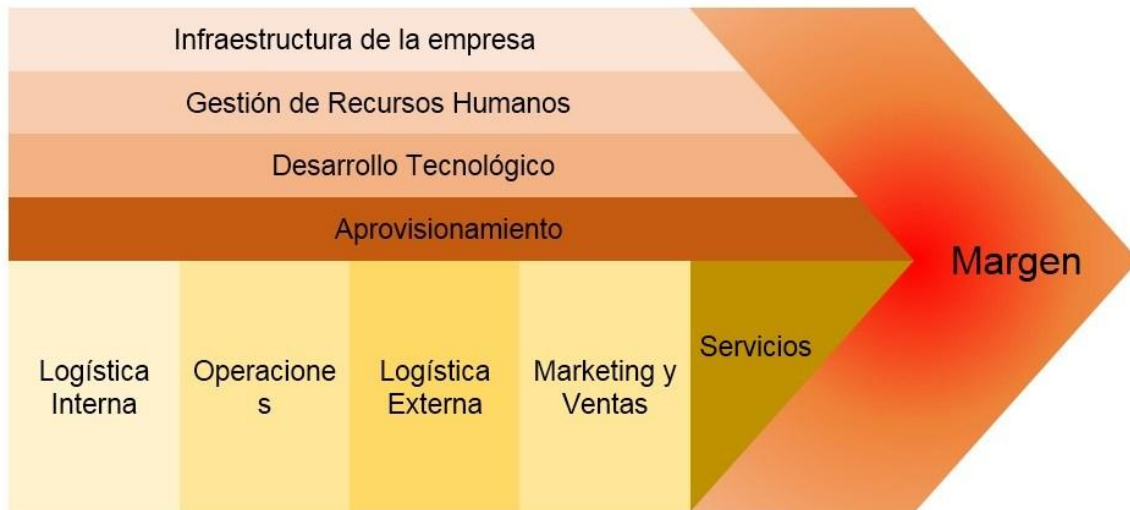 Infraestructura de la empresa
Gestión de Recursos Humanos
Desarrollo Tecnológico
Aprovisionamiento
Margen
Logística
Interna
Operacione
s
Logística
Externa
Marketing y
Ventas
Servicios